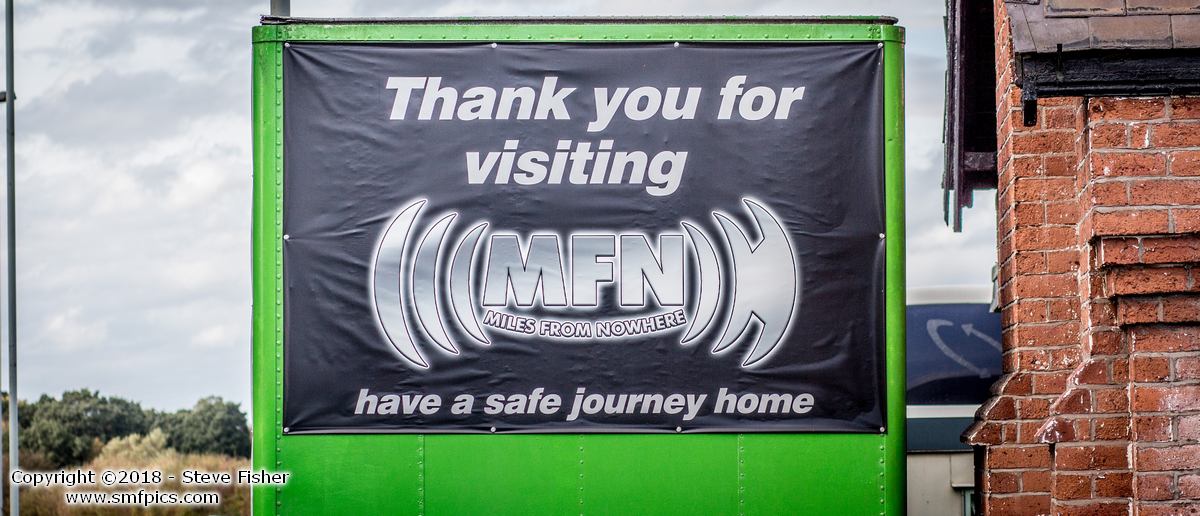 Thank you for
visiting
MFN
MILES FROM NOWHERE
have a safe journey home
Copyright ©2018 - Steve Fisher
www.smfpics.com